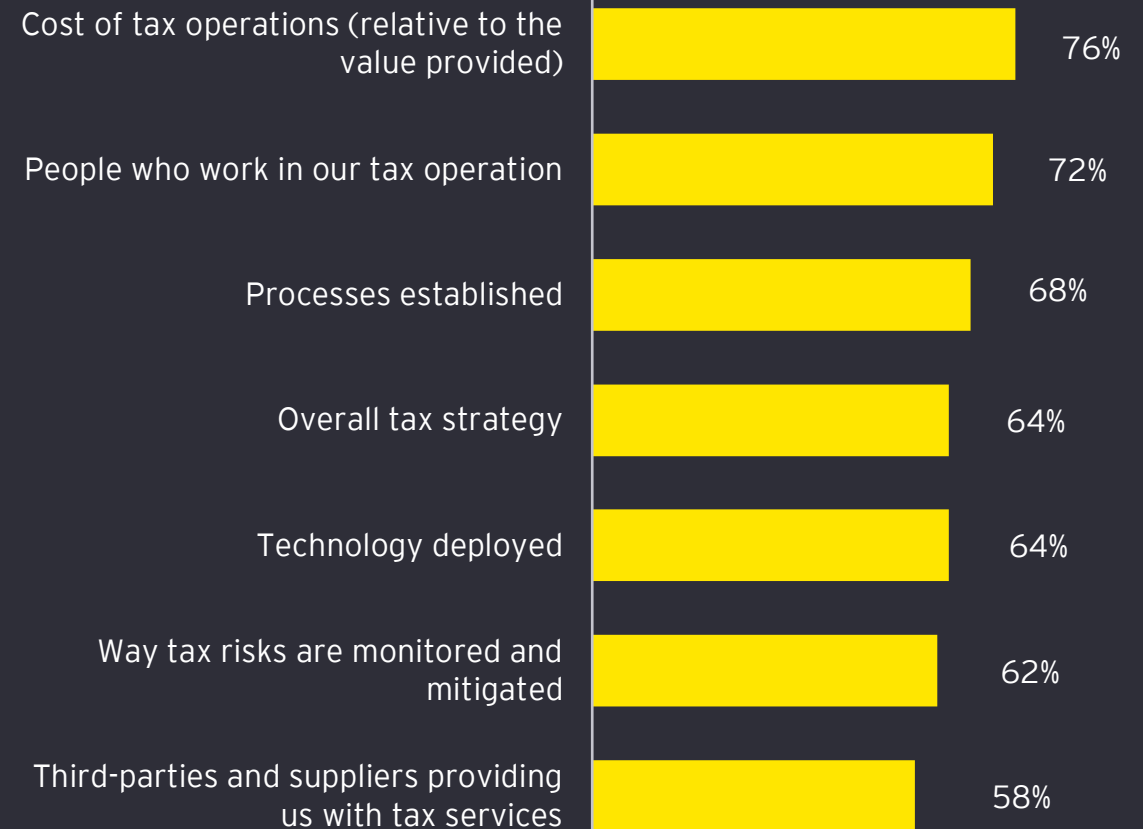 Cost of tax operations (relative to the
value provided)
76%
People who work in our tax operation
72%
Processes established
68%
Overall tax strategy
64%
Technology deployed
64%
Way tax risks are monitored and
mitigated
62%
Third-parties and suppliers providing
us with tax services
58%